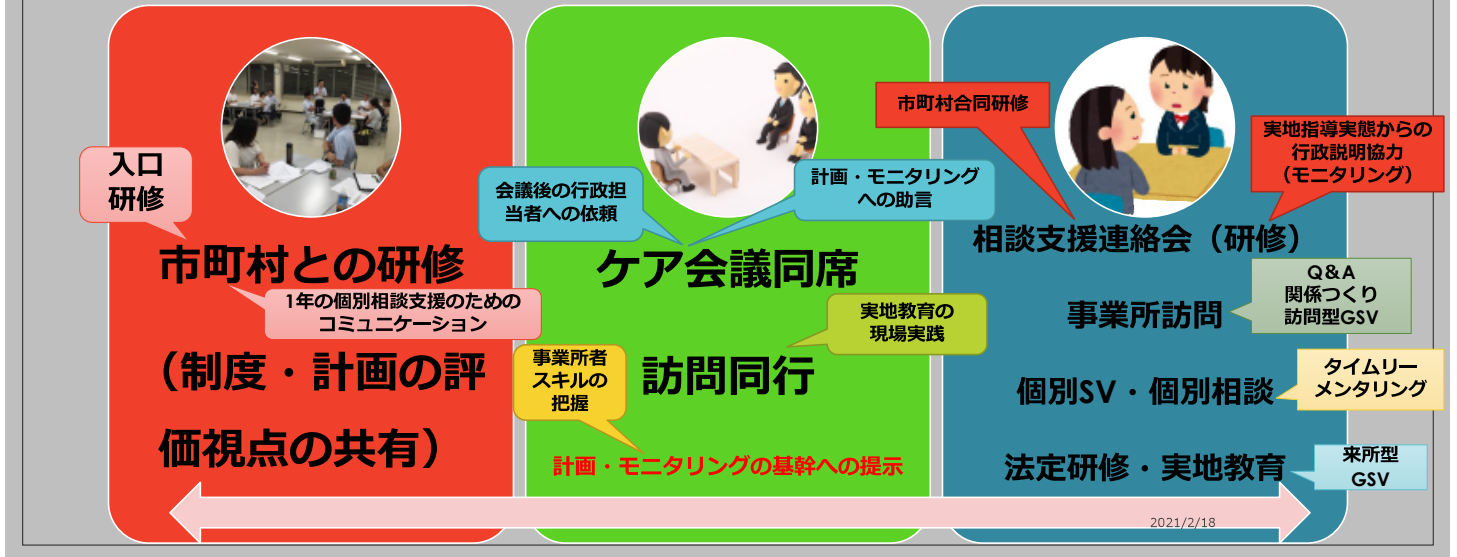 入口
研修
市町村との研修
1年の個別相談支援のための
コミュニケーション
（制度・計画の評
価視点の共有）
会議後の行政担
当者への依頼
計画・モニタリング
への助言
ケア会議同席
実地教育の
現場実践
事業所者
スキルの
把握
訪問同行
計画・モニタリングの基幹への提示
市町村合同研修
実地指導実態からの
行政説明協力
（モニタリング）
相談支援連絡会（研修）
Q&A
関係つくり
訪問型GSV
事業所訪問
タイムリー
メンタリング
個別SV・個別相談
来所型
GSV
法定研修・実地教育
2021/2/18